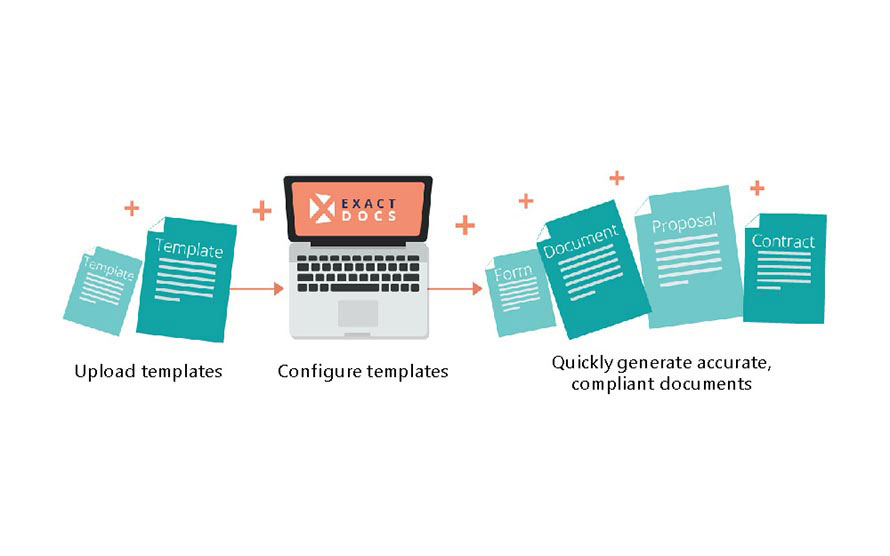 Template
Template
EXACT
DOCS
Form
Document
Proposal
Contract
Upload templates
Configure templates
Quickly generate accurate,
compliant documents